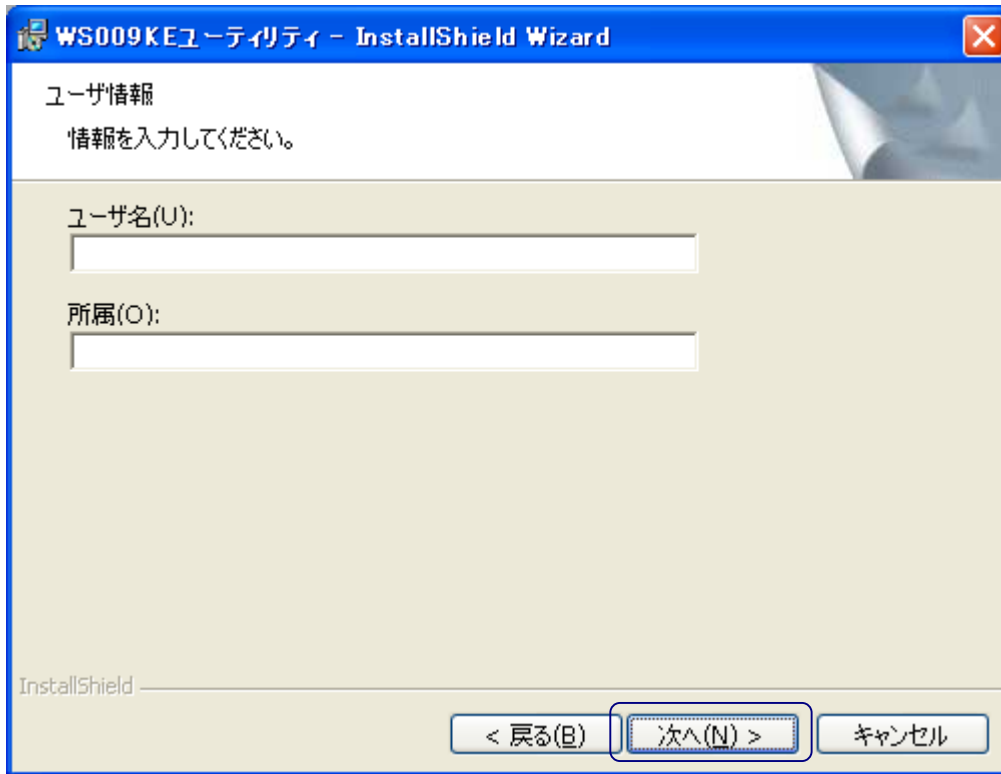 WS009KEユーティリティ - InstallShield Wizard
ユーザ情報
情報を入力してください。
ユーザ名(U):
所属(O):
InstallShield
< 戻る(B) 次へ(N) > キャンセル